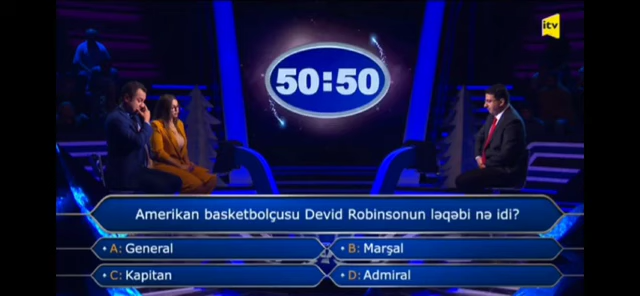 itv
50:50
Amerikan basketbolçusu Devid Robinsonun ləqəbi nə idi?
• A: General
• B: Marşal
• C: Kapitan
• D: Admiral